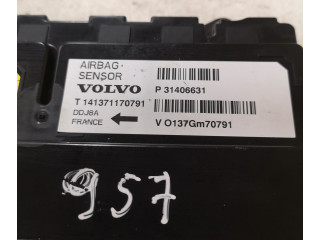 AIRBAG
SENSOR
VOLVO P 31406631
T 141371170791
DDJ8A
FRANCE V O137Gm70791
957